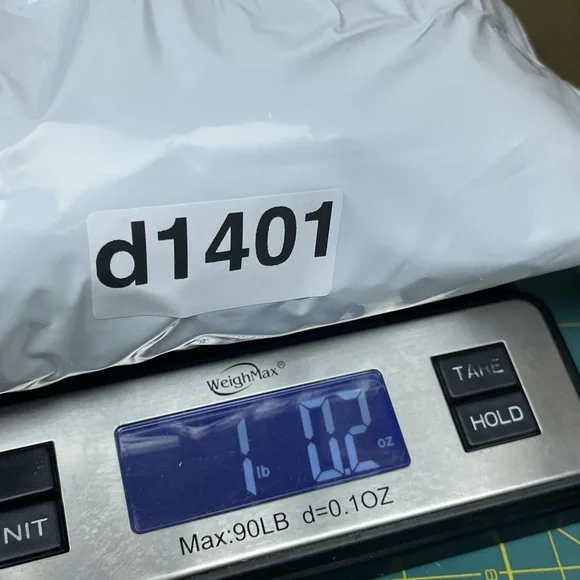 d1401
WeighMax®
TARE
1 lb 0.2 oz
HOLD
NIT
Max:90LB d=0.1OZ